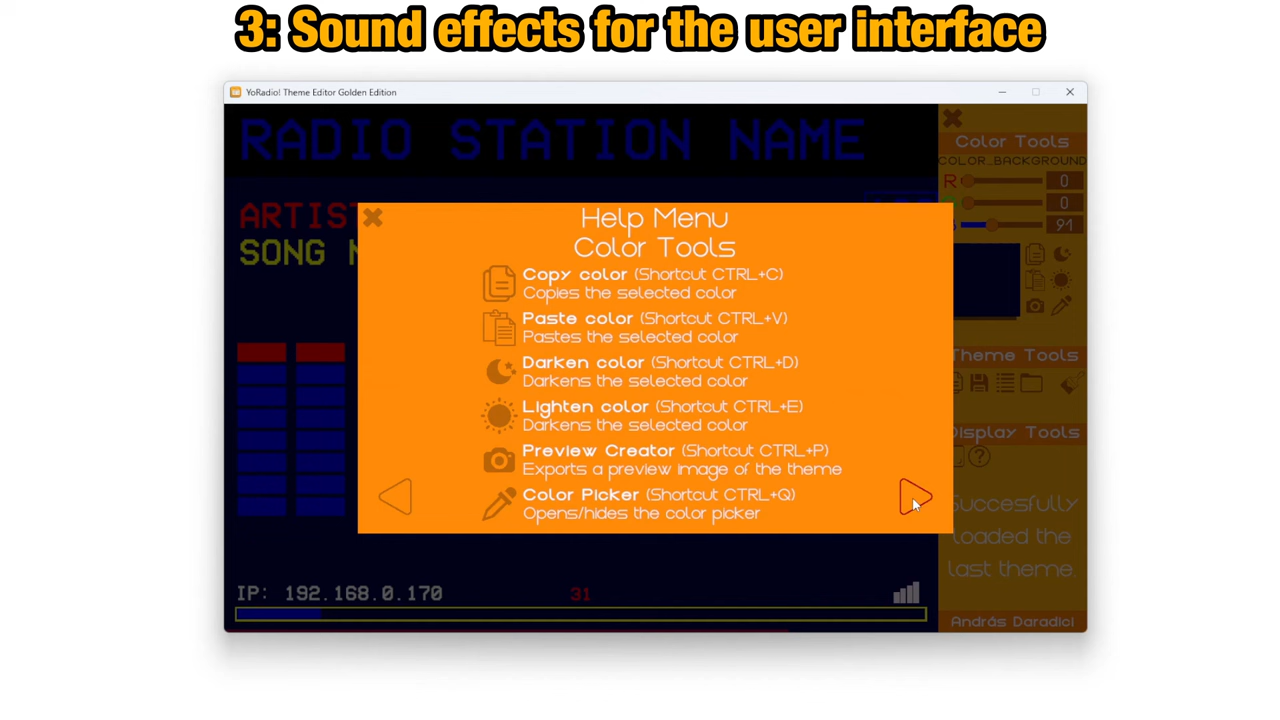 3: Sound effects for the user interface
YoRadio! Theme Editor Golden Edition
RADIO STATION NAME
Color Tools
COLOR_BACKGROUND
R 0
0
91
ARTIS
SONG
Help Menu
Color Tools
Copy color (Shortcut CTRL+C)
Copies the selected color
Paste color (Shortcut CTRL+V)
Pastes the selected color
Darken color (Shortcut CTRL+D)
Darkens the selected color
Lighten color (Shortcut CTRL+E)
Darkens the selected color
Preview Creator (Shortcut CTRL+P)
Exports a preview image of the theme
Color Picker (Shortcut CTRL+Q)
Opens/hides the color picker
Theme Tools
Display Tools
Succesfully
loaded the
last theme.
IP: 192.168.0.170
31
András Daradici